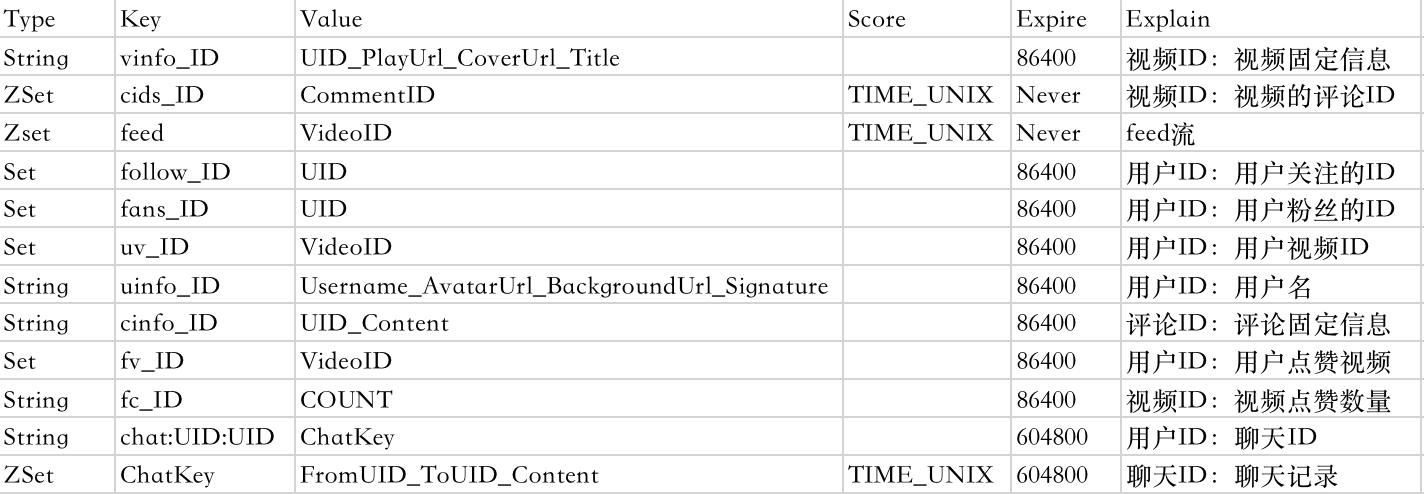 Type Key Value Score Expire Explain
String vinfo_ID UID_PlayUrl_CoverUrl_Title 86400 视频ID：视频固定信息
ZSet cids_ID CommentID TIME_UNIX Never 视频ID：视频的评论ID
Zset feed VideoID TIME_UNIX Never feed流
Set follow_ID UID 86400 用户ID：用户关注的ID
Set fans_ID UID 86400 用户ID：用户粉丝的ID
Set uv_ID VideoID 86400 用户ID：用户视频ID
String uinfo_ID Username_AvatarUrl_BackgroundUrl_Signature 86400 用户ID：用户名
String cinfo_ID UID_Content 86400 评论ID：评论固定信息
Set fv_ID VideoID 86400 用户ID：用户点赞视频
String fc_ID COUNT 86400 视频ID：视频点赞数量
String chat:UID:UID ChatKey 604800 用户ID：聊天ID
ZSet ChatKey FromUID_ToUID_Content TIME_UNIX 604800 聊天ID：聊天记录